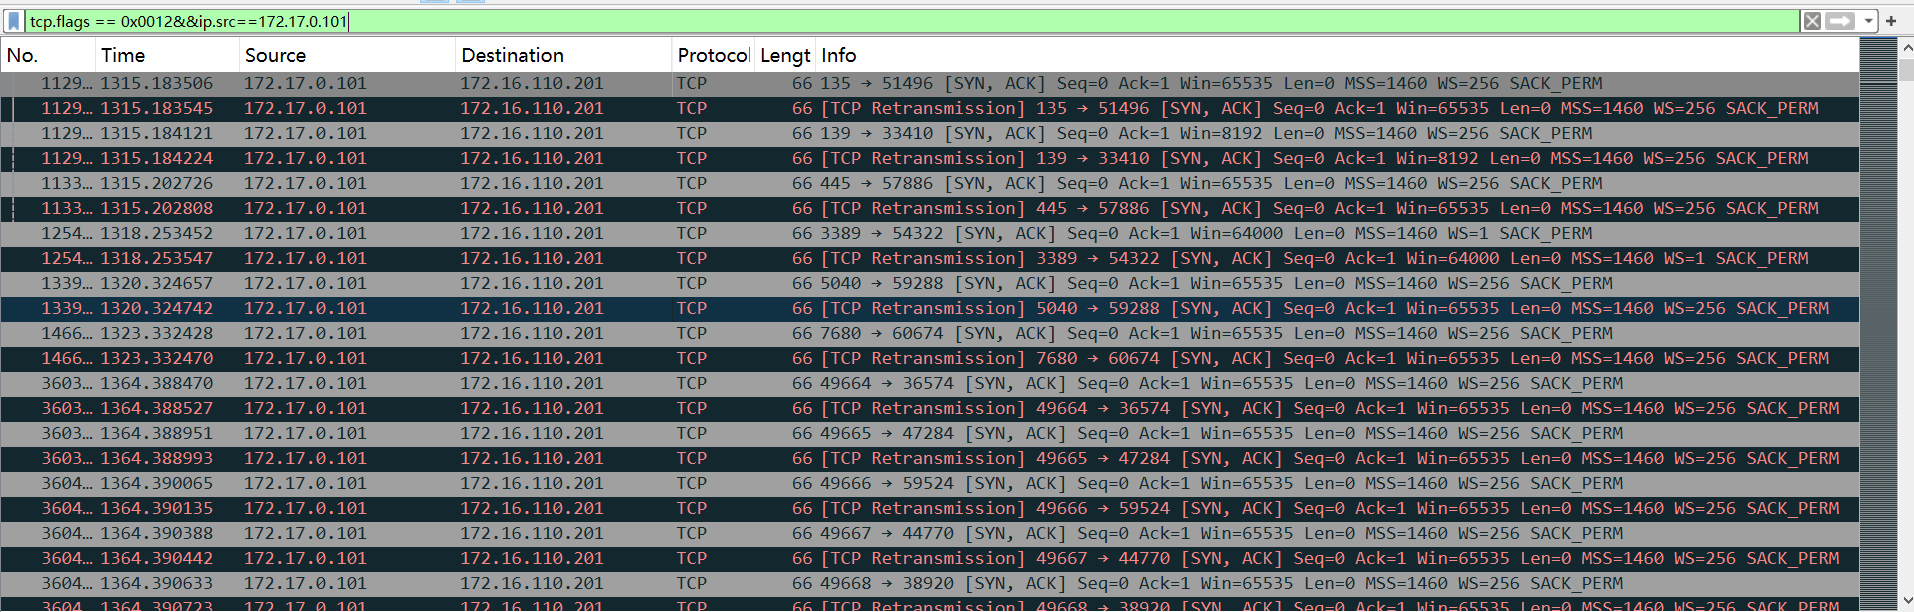 tcp.flags == 0x0012&&ip.src==172.17.0.101
No. Time Source Destination Protocol Lengt Info
1129… 1315.183506 172.17.0.101 172.16.110.201 TCP 66 135 → 51496 [SYN, ACK] Seq=0 Ack=1 Win=65535 Len=0 MSS=1460 WS=256 SACK_PERM
1129… 1315.183545 172.17.0.101 172.16.110.201 TCP 66 [TCP Retransmission] 135 → 51496 [SYN, ACK] Seq=0 Ack=1 Win=65535 Len=0 MSS=1460 WS=256 SACK_PERM
1129… 1315.184121 172.17.0.101 172.16.110.201 TCP 66 139 → 33410 [SYN, ACK] Seq=0 Ack=1 Win=8192 Len=0 MSS=1460 WS=256 SACK_PERM
1129… 1315.184224 172.17.0.101 172.16.110.201 TCP 66 [TCP Retransmission] 139 → 33410 [SYN, ACK] Seq=0 Ack=1 Win=8192 Len=0 MSS=1460 WS=256 SACK_PERM
1133… 1315.202726 172.17.0.101 172.16.110.201 TCP 66 445 → 57886 [SYN, ACK] Seq=0 Ack=1 Win=65535 Len=0 MSS=1460 WS=256 SACK_PERM
1133… 1315.202808 172.17.0.101 172.16.110.201 TCP 66 [TCP Retransmission] 445 → 57886 [SYN, ACK] Seq=0 Ack=1 Win=65535 Len=0 MSS=1460 WS=256 SACK_PERM
1254… 1318.253452 172.17.0.101 172.16.110.201 TCP 66 3389 → 54322 [SYN, ACK] Seq=0 Ack=1 Win=64000 Len=0 MSS=1460 WS=1 SACK_PERM
1254… 1318.253547 172.17.0.101 172.16.110.201 TCP 66 [TCP Retransmission] 3389 → 54322 [SYN, ACK] Seq=0 Ack=1 Win=64000 Len=0 MSS=1460 WS=1 SACK_PERM
1339… 1320.324657 172.17.0.101 172.16.110.201 TCP 66 5040 → 59288 [SYN, ACK] Seq=0 Ack=1 Win=65535 Len=0 MSS=1460 WS=256 SACK_PERM
1339… 1320.324742 172.17.0.101 172.16.110.201 TCP 66 [TCP Retransmission] 5040 → 59288 [SYN, ACK] Seq=0 Ack=1 Win=65535 Len=0 MSS=1460 WS=256 SACK_PERM
1466… 1323.332428 172.17.0.101 172.16.110.201 TCP 66 7680 → 60674 [SYN, ACK] Seq=0 Ack=1 Win=65535 Len=0 MSS=1460 WS=256 SACK_PERM
1466… 1323.332470 172.17.0.101 172.16.110.201 TCP 66 [TCP Retransmission] 7680 → 60674 [SYN, ACK] Seq=0 Ack=1 Win=65535 Len=0 MSS=1460 WS=256 SACK_PERM
3603… 1364.388470 172.17.0.101 172.16.110.201 TCP 66 49664 → 36574 [SYN, ACK] Seq=0 Ack=1 Win=65535 Len=0 MSS=1460 WS=256 SACK_PERM
3603… 1364.388527 172.17.0.101 172.16.110.201 TCP 66 [TCP Retransmission] 49664 → 36574 [SYN, ACK] Seq=0 Ack=1 Win=65535 Len=0 MSS=1460 WS=256 SACK_PERM
3603… 1364.388951 172.17.0.101 172.16.110.201 TCP 66 49665 → 47284 [SYN, ACK] Seq=0 Ack=1 Win=65535 Len=0 MSS=1460 WS=256 SACK_PERM
3603… 1364.388993 172.17.0.101 172.16.110.201 TCP 66 [TCP Retransmission] 49665 → 47284 [SYN, ACK] Seq=0 Ack=1 Win=65535 Len=0 MSS=1460 WS=256 SACK_PERM
3604… 1364.390065 172.17.0.101 172.16.110.201 TCP 66 49666 → 59524 [SYN, ACK] Seq=0 Ack=1 Win=65535 Len=0 MSS=1460 WS=256 SACK_PERM
3604… 1364.390135 172.17.0.101 172.16.110.201 TCP 66 [TCP Retransmission] 49666 → 59524 [SYN, ACK] Seq=0 Ack=1 Win=65535 Len=0 MSS=1460 WS=256 SACK_PERM
3604… 1364.390388 172.17.0.101 172.16.110.201 TCP 66 49667 → 44770 [SYN, ACK] Seq=0 Ack=1 Win=65535 Len=0 MSS=1460 WS=256 SACK_PERM
3604… 1364.390442 172.17.0.101 172.16.110.201 TCP 66 [TCP Retransmission] 49667 → 44770 [SYN, ACK] Seq=0 Ack=1 Win=65535 Len=0 MSS=1460 WS=256 SACK_PERM
3604… 1364.390633 172.17.0.101 172.16.110.201 TCP 66 49668 → 38920 [SYN, ACK] Seq=0 Ack=1 Win=65535 Len=0 MSS=1460 WS=256 SACK_PERM
3604… 1364.390723 172.17.0.101 172.16.110.201 TCP 66 [TCP Retransmission] 49668 → 38920 [SYN, ACK] Seq=0 Ack=1 Win=65535 Len=0 MSS=1460 WS=256 SACK_PERM